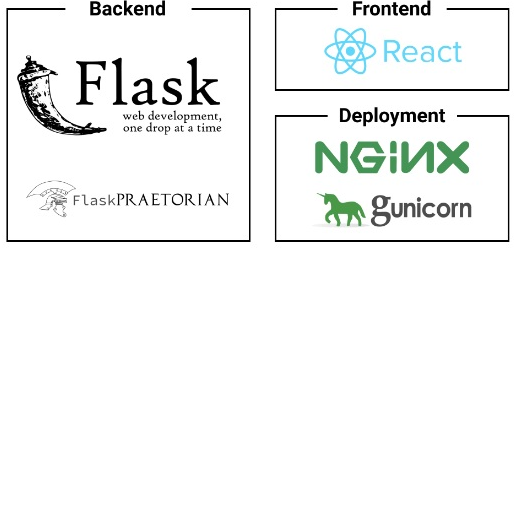 Backend
Flask
web development,
one drop at a time
FlaskPRAETORIAN
Frontend
React
Deployment
NGiNX
gunicorn